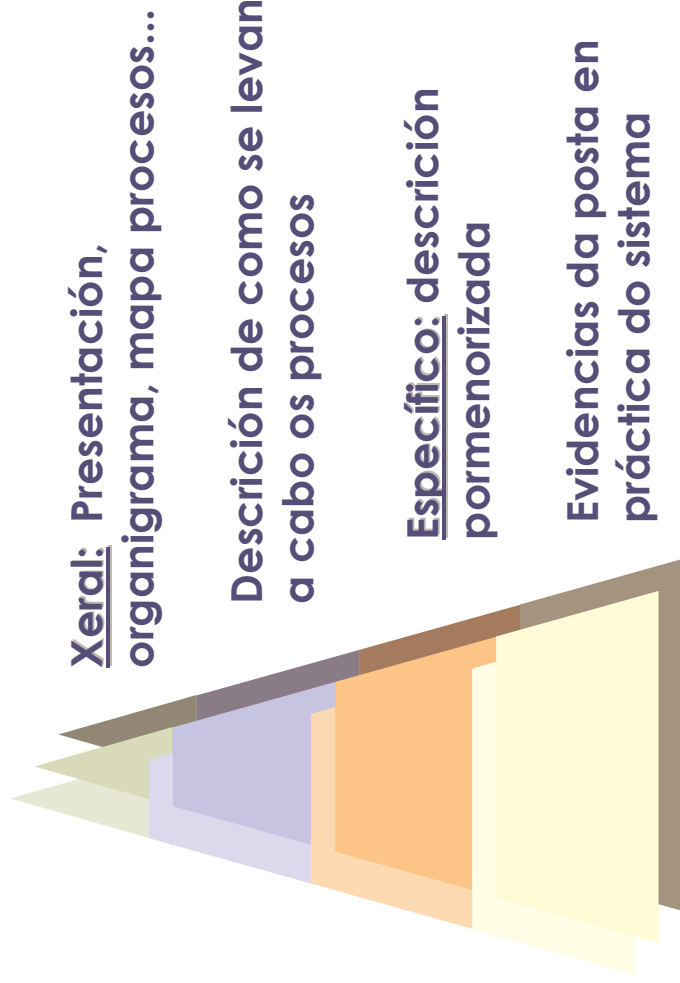 Xeral: Presentación,
organigrama, mapa procesos...
Descrición de como se levan
a cabo os procesos
Específico: descrición
pormenorizada
Evidencias da posta en
práctica do sistema